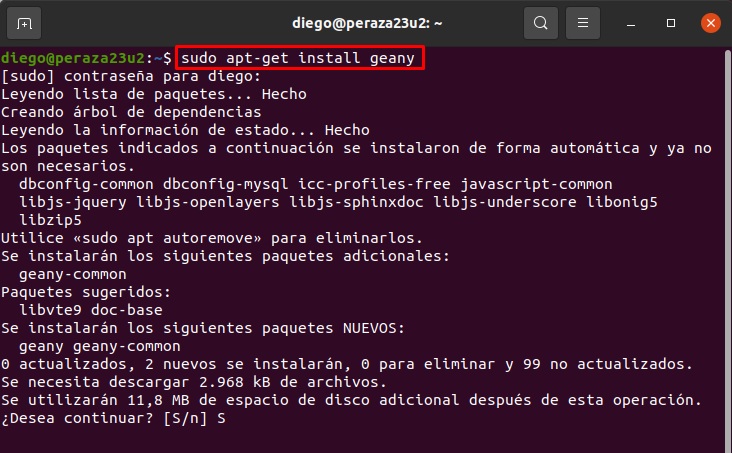 diego@peraza23u2: ~
diego@peraza23u2:~$ sudo apt-get install geany
[sudo] contraseña para diego:
Leyendo lista de paquetes... Hecho
Creando árbol de dependencias
Leyendo la información de estado... Hecho
Los paquetes indicados a continuación se instalaron de forma automática y ya no
son necesarios.
  dbconfig-common dbconfig-mysql icc-profiles-free javascript-common
  libjs-jquery libjs-openlayers libjs-sphinxdoc libjs-underscore libonig5
  libzip5
Utilice «sudo apt autoremove» para eliminarlos.
Se instalarán los siguientes paquetes adicionales:
  geany-common
Paquetes sugeridos:
  libvte9 doc-base
Se instalarán los siguientes paquetes NUEVOS:
  geany geany-common
0 actualizados, 2 nuevos se instalarán, 0 para eliminar y 99 no actualizados.
Se necesita descargar 2.968 kB de archivos.
Se utilizarán 11,8 MB de espacio de disco adicional después de esta operación.
¿Desea continuar? [S/n] S